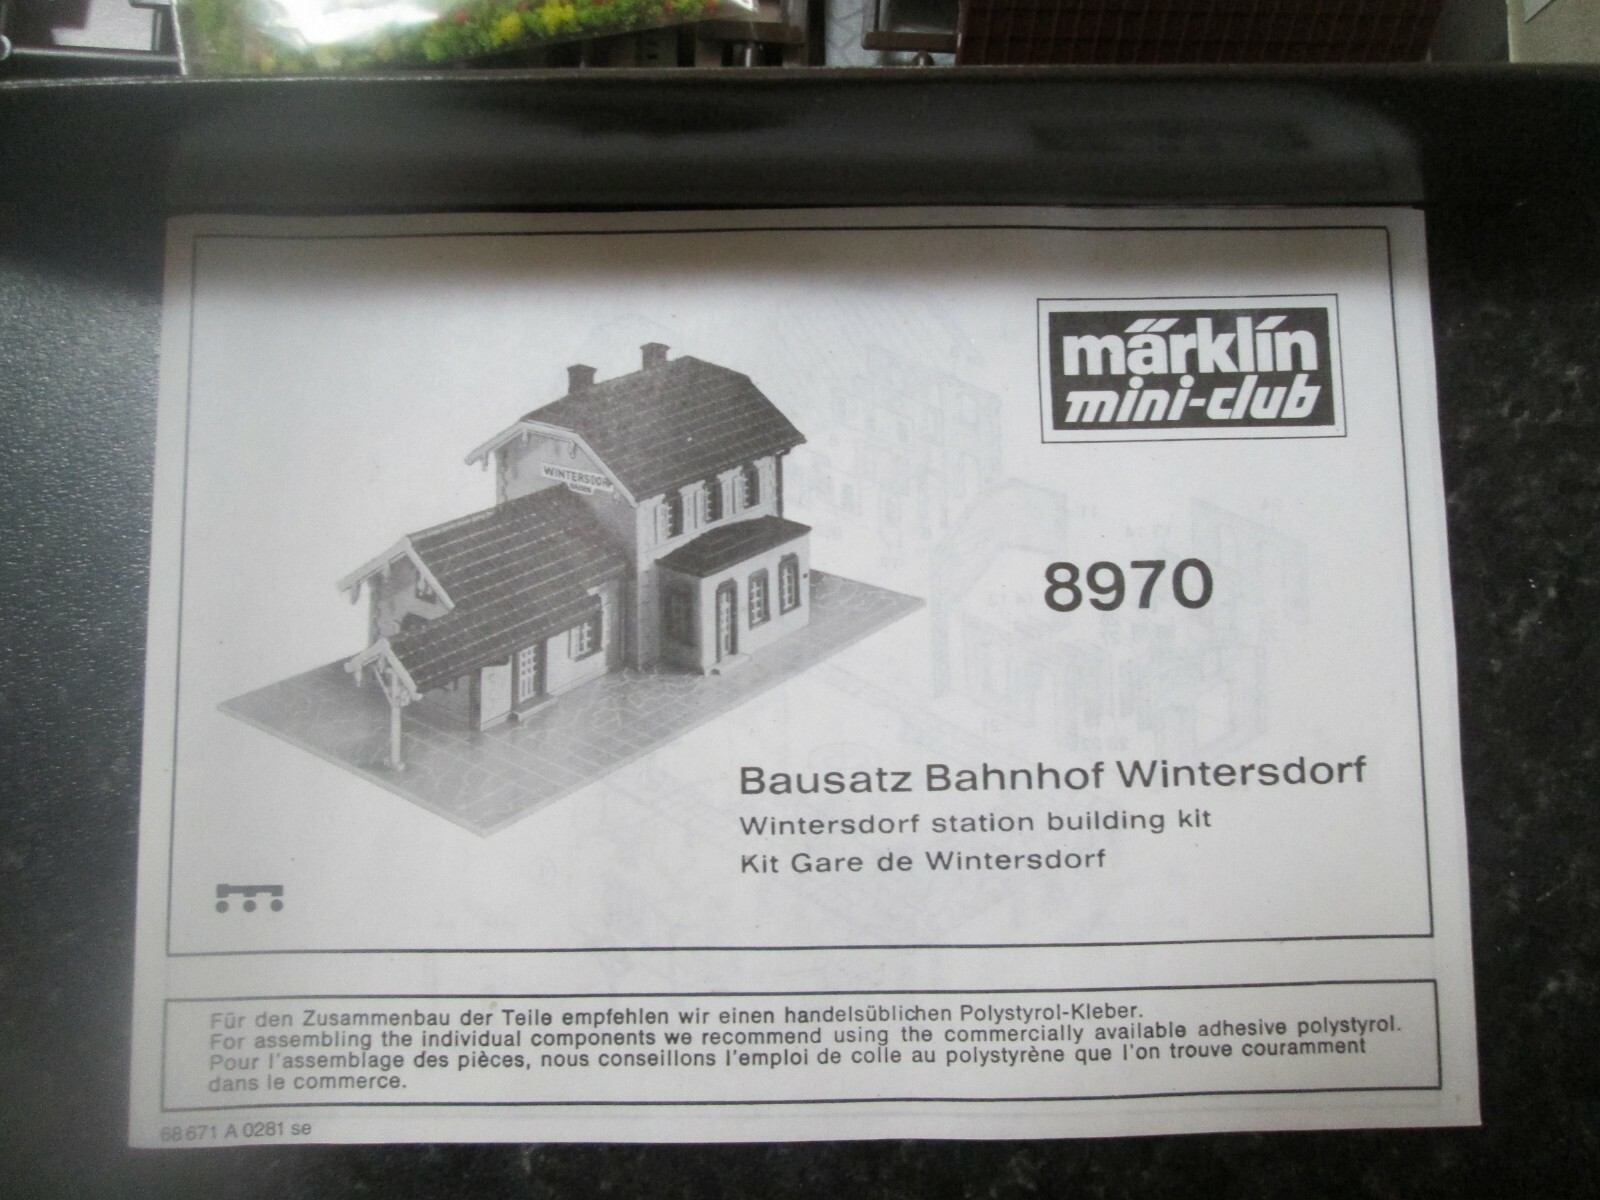 märklin
mini-club
WINTERSDORF
8970
Bausatz Bahnhof Wintersdorf
Wintersdorf station building kit
Kit Gare de Wintersdorf
Für den Zusammenbau der Teile empfehlen wir einen handelsüblichen Polystyrol-Kleber.
For assembling the individual components we recommend using the commercially available adhesive polystyrol.
Pour l'assemblage des pièces, nous conseillons l'emploi de colle au polystyrène que l'on trouve couramment
dans le commerce.
68 671 A 0281 se